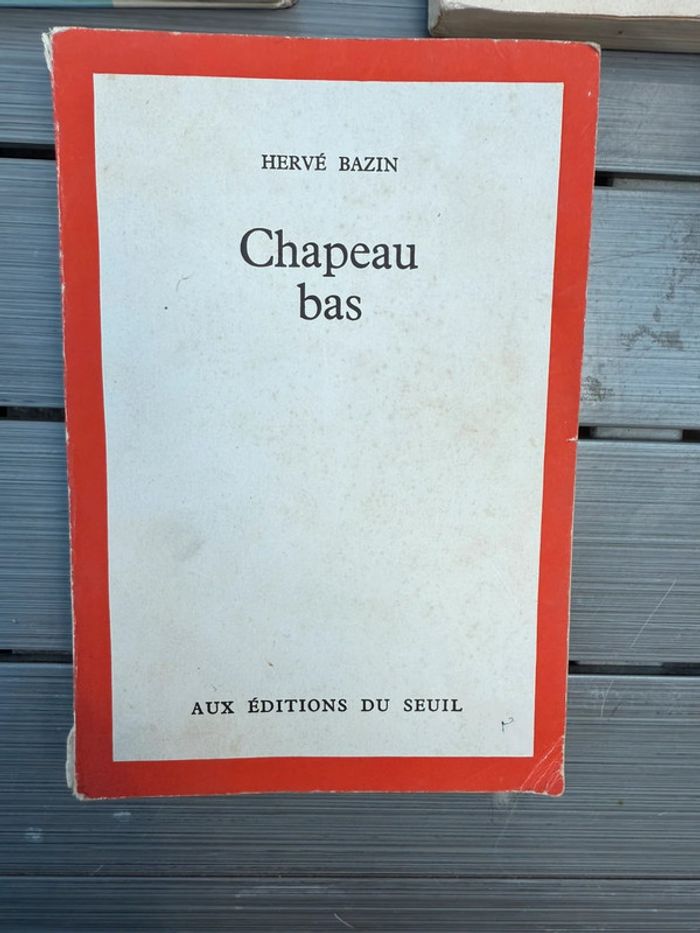 HERVÉ BAZIN
Chapeau
bas
AUX ÉDITIONS DU SEUIL